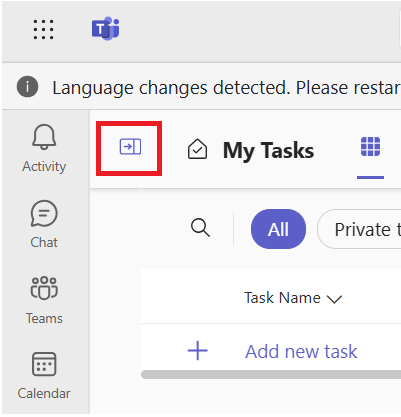 Language changes detected. Please restar
Activity
My Tasks
Chat
All
Private t
Teams
Task Name
Add new task
Calendar